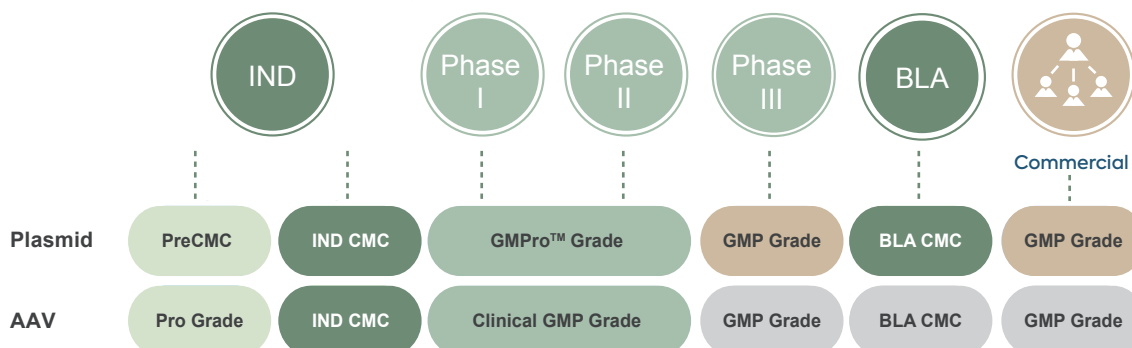 IND
Phase
I
Phase
II
Phase
III
BLA
Commercial
Plasmid PreCMC IND CMC GMPro™ Grade GMP Grade BLA CMC GMP Grade
AAV Pro Grade IND CMC Clinical GMP Grade GMP Grade BLA CMC GMP Grade